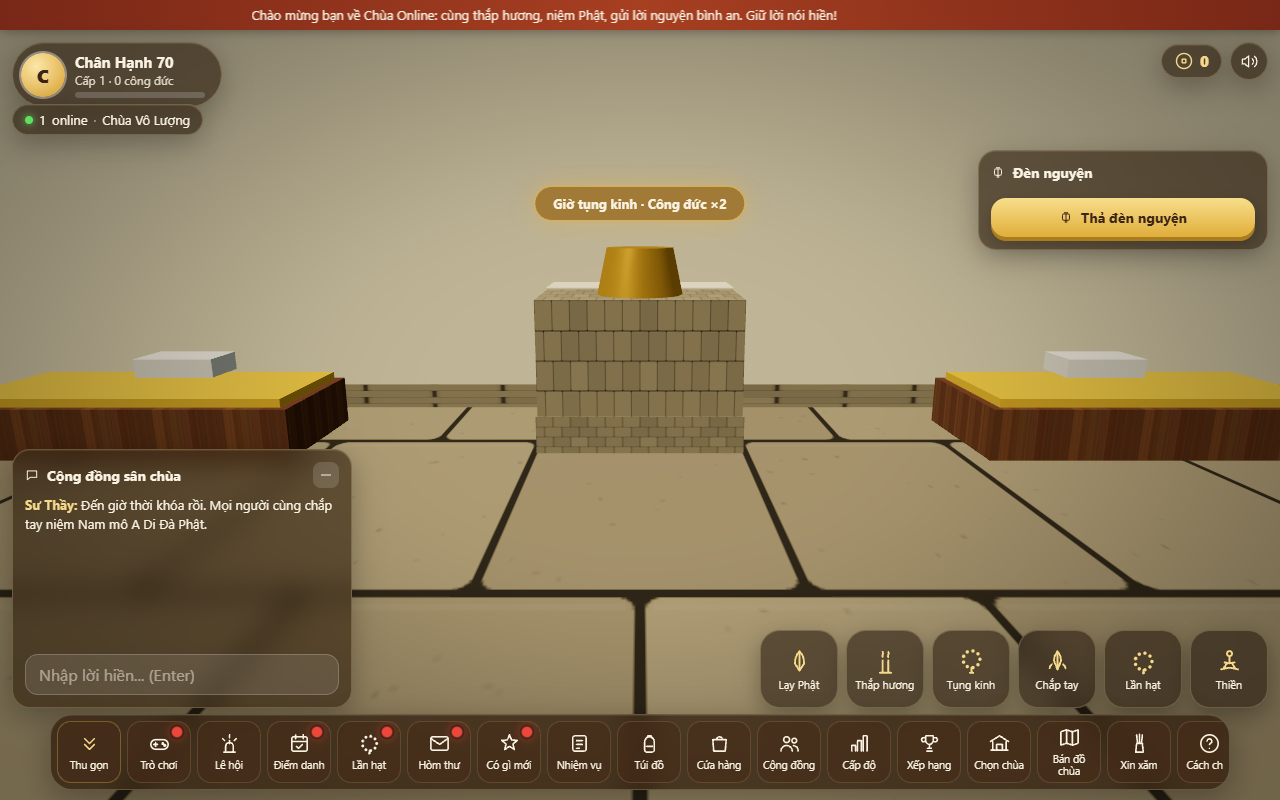 Chào mừng bạn về Chùa Online: cùng thắp hương, niệm Phật, gửi lời nguyện bình an. Giữ lời nói hiền!
C
Chân Hạnh 70
Cấp 1 · 0 công đức
1 online · Chùa Vô Lượng
0
Đèn nguyện
Thả đèn nguyện
Giờ tụng kinh · Công đức ×2
Cộng đồng sân chùa
Sư Thầy: Đến giờ thời khóa rồi. Mọi người cùng chắp
tay niệm Nam mô A Di Đà Phật.
Nhập lời hiền... (Enter)
Lạy Phật
Thắp hương
Tụng kinh
Chắp tay
Lần hạt
Thiền
Thu gọn
Trò chơi
Lễ hội
Điểm danh
Lần hạt
Hòm thư
Có gì mới
Nhiệm vụ
Túi đồ
Cửa hàng
Cộng đồng
Cấp độ
Xếp hạng
Chọn chùa
Bản đồ
chùa
Xin xăm
Cách ch